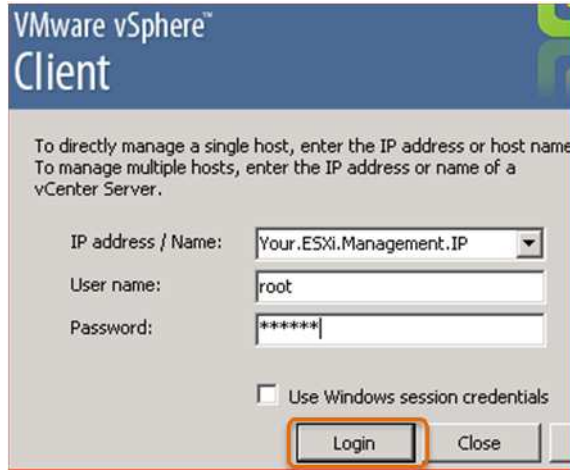 VMware vSphere™
Client
To directly manage a single host, enter the IP address or host name
To manage multiple hosts, enter the IP address or name of a
vCenter Server.
IP address / Name: Your.ESXi.Management.IP
User name: root
Password: ******
Use Windows session credentials
Login Close